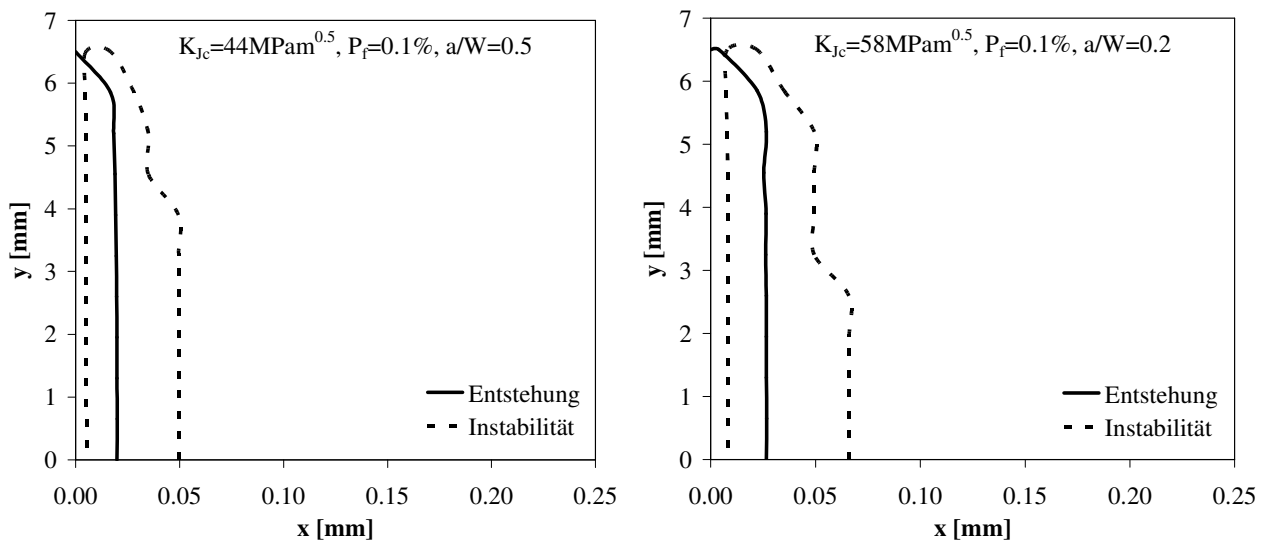 K_Jc=44MPam^0.5, P_f=0.1%, a/W=0.5
7
6
5
4
3
2
1
0
y [mm]
Entstehung
Instabilität
0.00 0.05 0.10 0.15 0.20 0.25
x [mm]
K_Jc=58MPam^0.5, P_f=0.1%, a/W=0.2
7
6
5
4
3
2
1
0
y [mm]
Entstehung
Instabilität
0.00 0.05 0.10 0.15 0.20 0.25
x [mm]